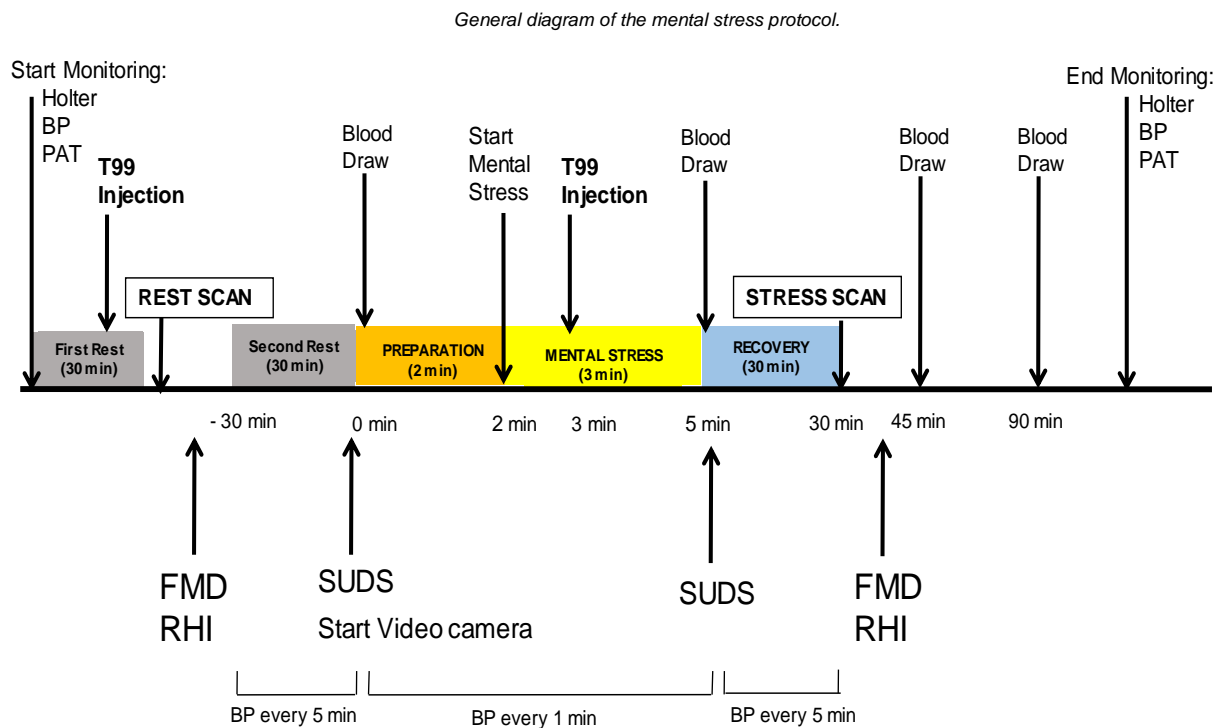 General diagram of the mental stress protocol.
Start Monitoring:
Holter
BP
PAT
T99
Injection
Blood
Draw
Start
Mental
Stress
T99
Injection
Blood
Draw
Blood
Draw
Blood
Draw
End Monitoring:
Holter
BP
PAT
REST SCAN
STRESS SCAN
First Rest
(30 min)
Second Rest
(30 min)
PREPARATION
(2 min)
MENTAL STRESS
(3 min)
RECOVERY
(30 min)
- 30 min
0 min
2 min
3 min
5 min
30 min
45 min
90 min
FMD
RHI
SUDS
Start Video camera
SUDS
FMD
RHI
BP every 5 min
BP every 1 min
BP every 5 min